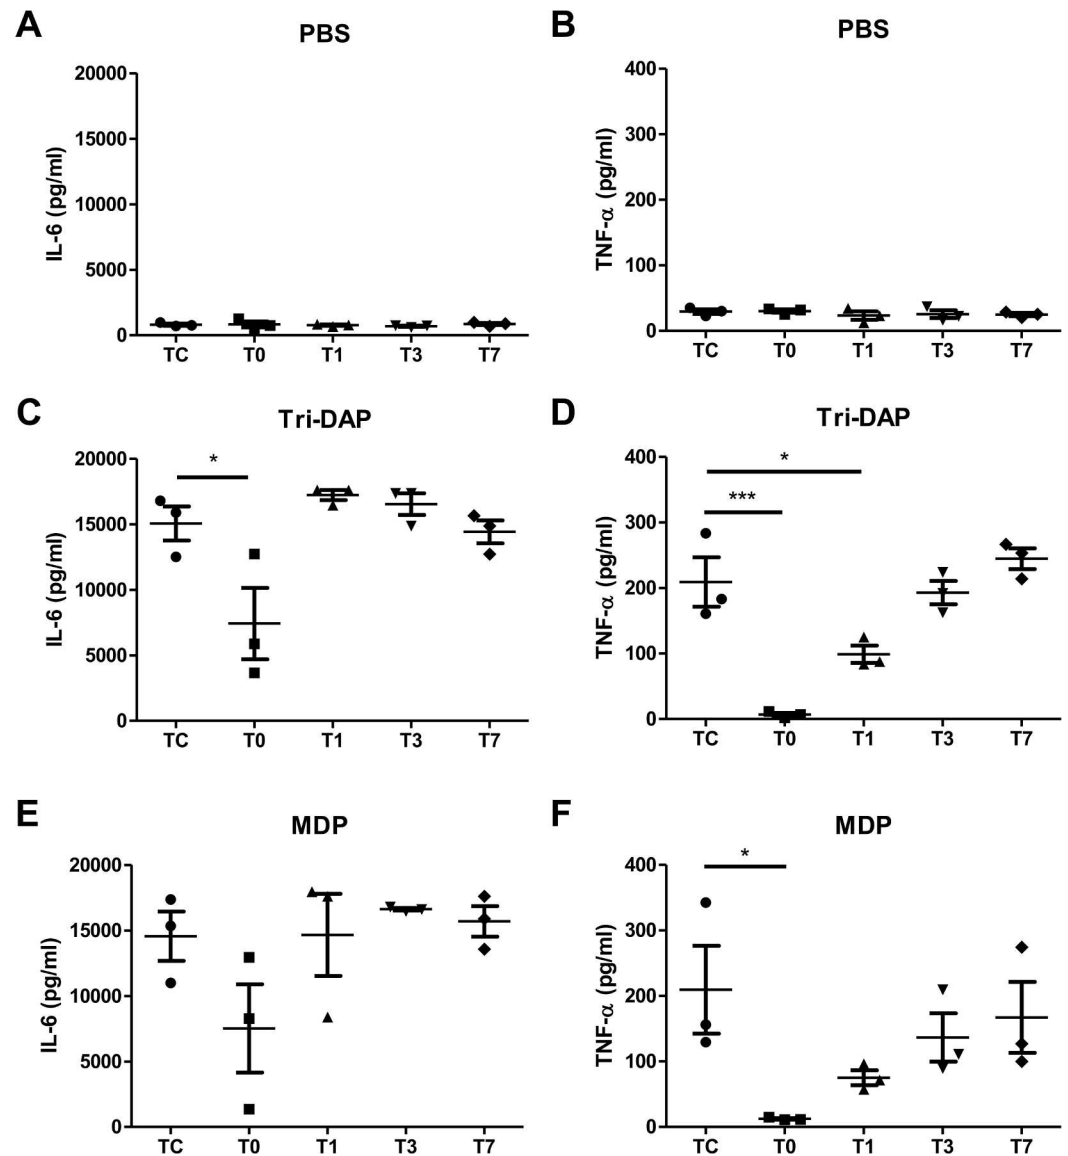 A
PBS
IL-6 (pg/ml)
20000
15000
10000
5000
0
TC T0 T1 T3 T7
B
PBS
TNF-α (pg/ml)
400
300
200
100
0
TC T0 T1 T3 T7
C
Tri-DAP
IL-6 (pg/ml)
20000
15000
10000
5000
0
*
TC T0 T1 T3 T7
D
Tri-DAP
TNF-α (pg/ml)
400
300
200
100
0
*
***
TC T0 T1 T3 T7
E
MDP
IL-6 (pg/ml)
20000
15000
10000
5000
0
TC T0 T1 T3 T7
F
MDP
TNF-α (pg/ml)
400
300
200
100
0
*
TC T0 T1 T3 T7